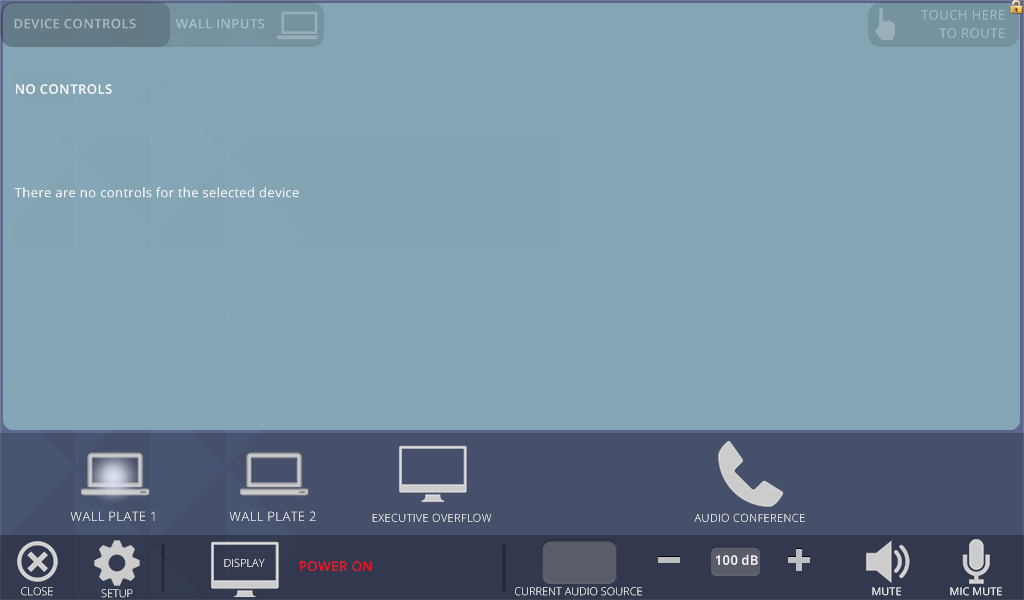 DEVICE CONTROLS
WALL INPUTS
TOUCH HERE
TO ROUTE
NO CONTROLS
There are no controls for the selected device
WALL PLATE 1
WALL PLATE 2
EXECUTIVE OVERFLOW
AUDIO CONFERENCE
CLOSE
SETUP
DISPLAY
POWER ON
CURRENT AUDIO SOURCE
100 dB
MUTE
MIC MUTE